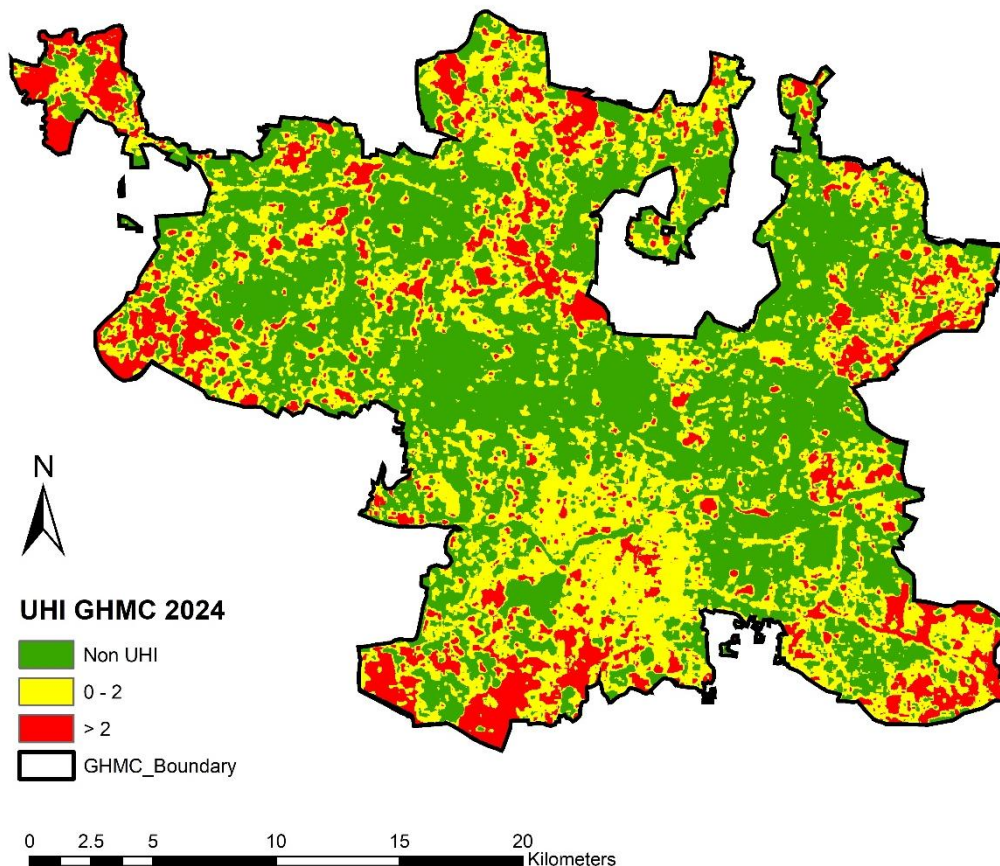 N
UHI GHMC 2024
Non UHI
0 - 2
> 2
GHMC_Boundary
0 2.5 5 10 15 20
Kilometers